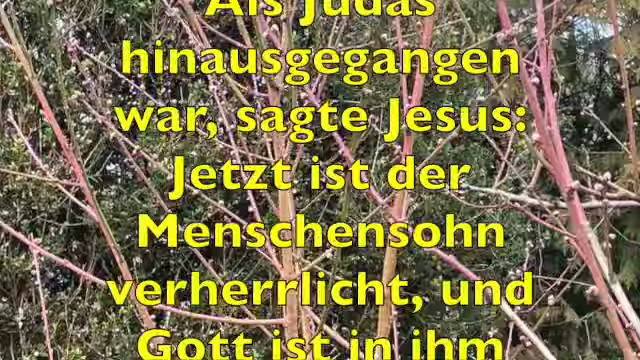 Als Judas
hinausgegangen
war, sagte Jesus:
Jetzt ist der
Menschensohn
verherrlicht, und
Gott ist in ihm